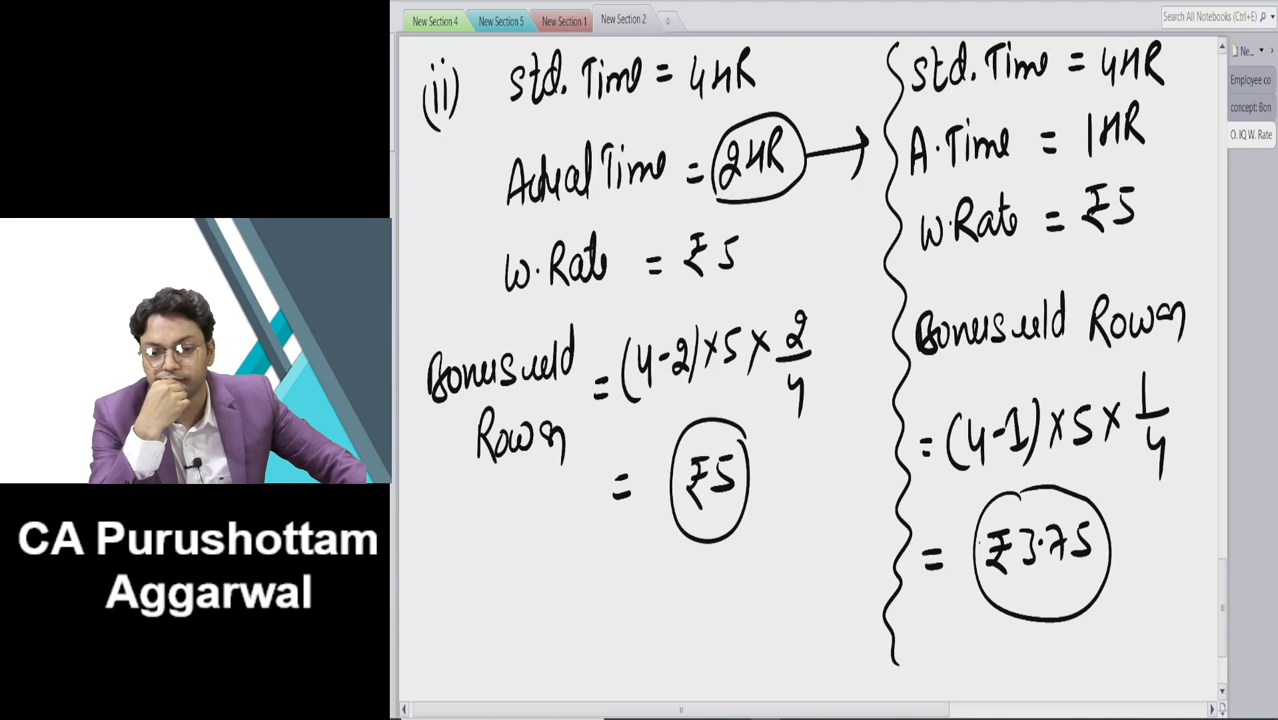 New Section 4
New Section 5
New Section 1
New Section 2
Search All Notebooks (Ctrl+E)
Ne...
Employee co
concept: Bon
O. IQ W. Rate
(ii) Std. Time = 4HR
Actual Time = 2HR
W. Rate = ₹5
Bonus u/d = (4-2) × 5 × 2/4
Rowan
= ₹5
Std. Time = 4HR
A. Time = 1HR
W. Rate = ₹5
Bonus u/d Rowan
= (4-1) × 5 × 1/4
= ₹3.75
CA Purushottam
Aggarwal